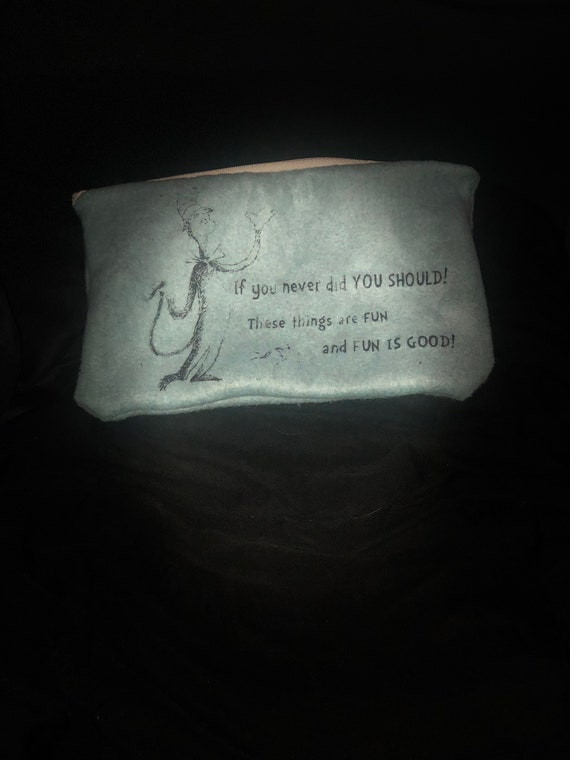 If you never did YOU SHOULD!
These things are FUN
and FUN IS GOOD!